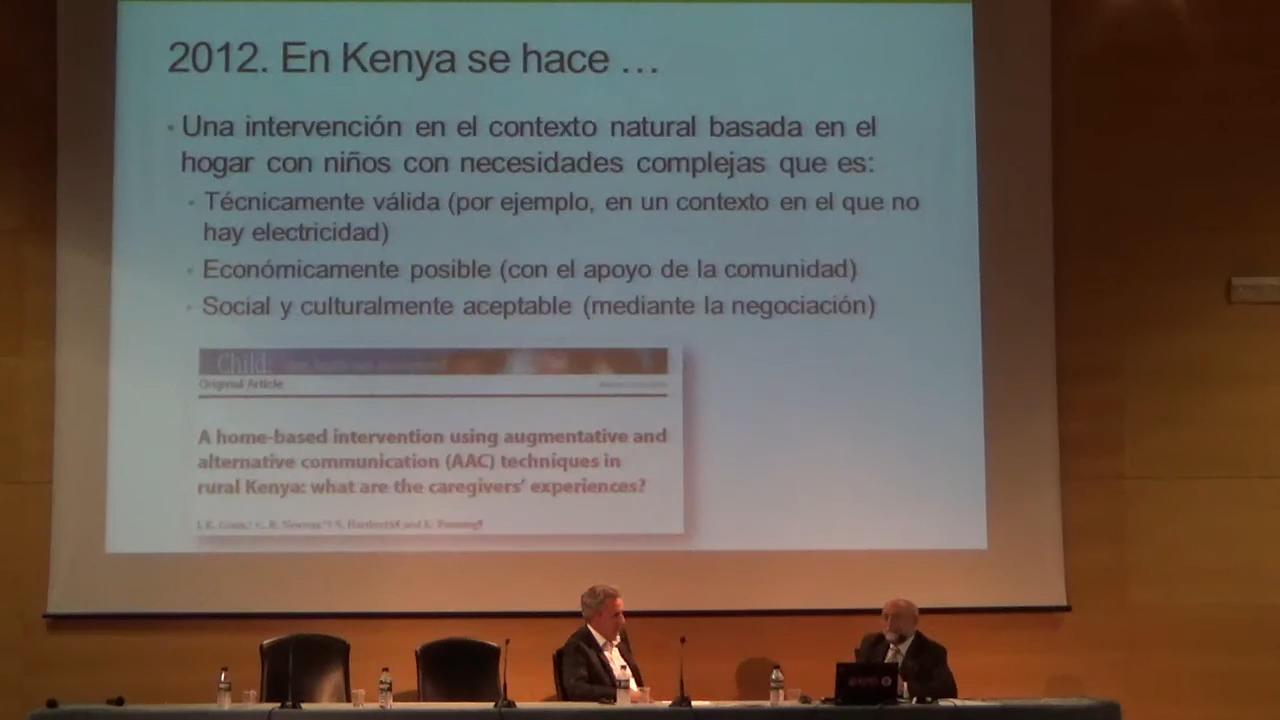 2012. En Kenya se hace …
Una intervención en el contexto natural basada en el
hogar con niños con necesidades complejas que es:
Técnicamente válida (por ejemplo, en un contexto en el que no
hay electricidad)
Económicamente posible (con el apoyo de la comunidad)
Social y culturalmente aceptable (mediante la negociación)
Child:
Original Article
A home-based intervention using augmentative and
alternative communication (AAC) techniques in
rural Kenya: what are the caregivers’ experiences?